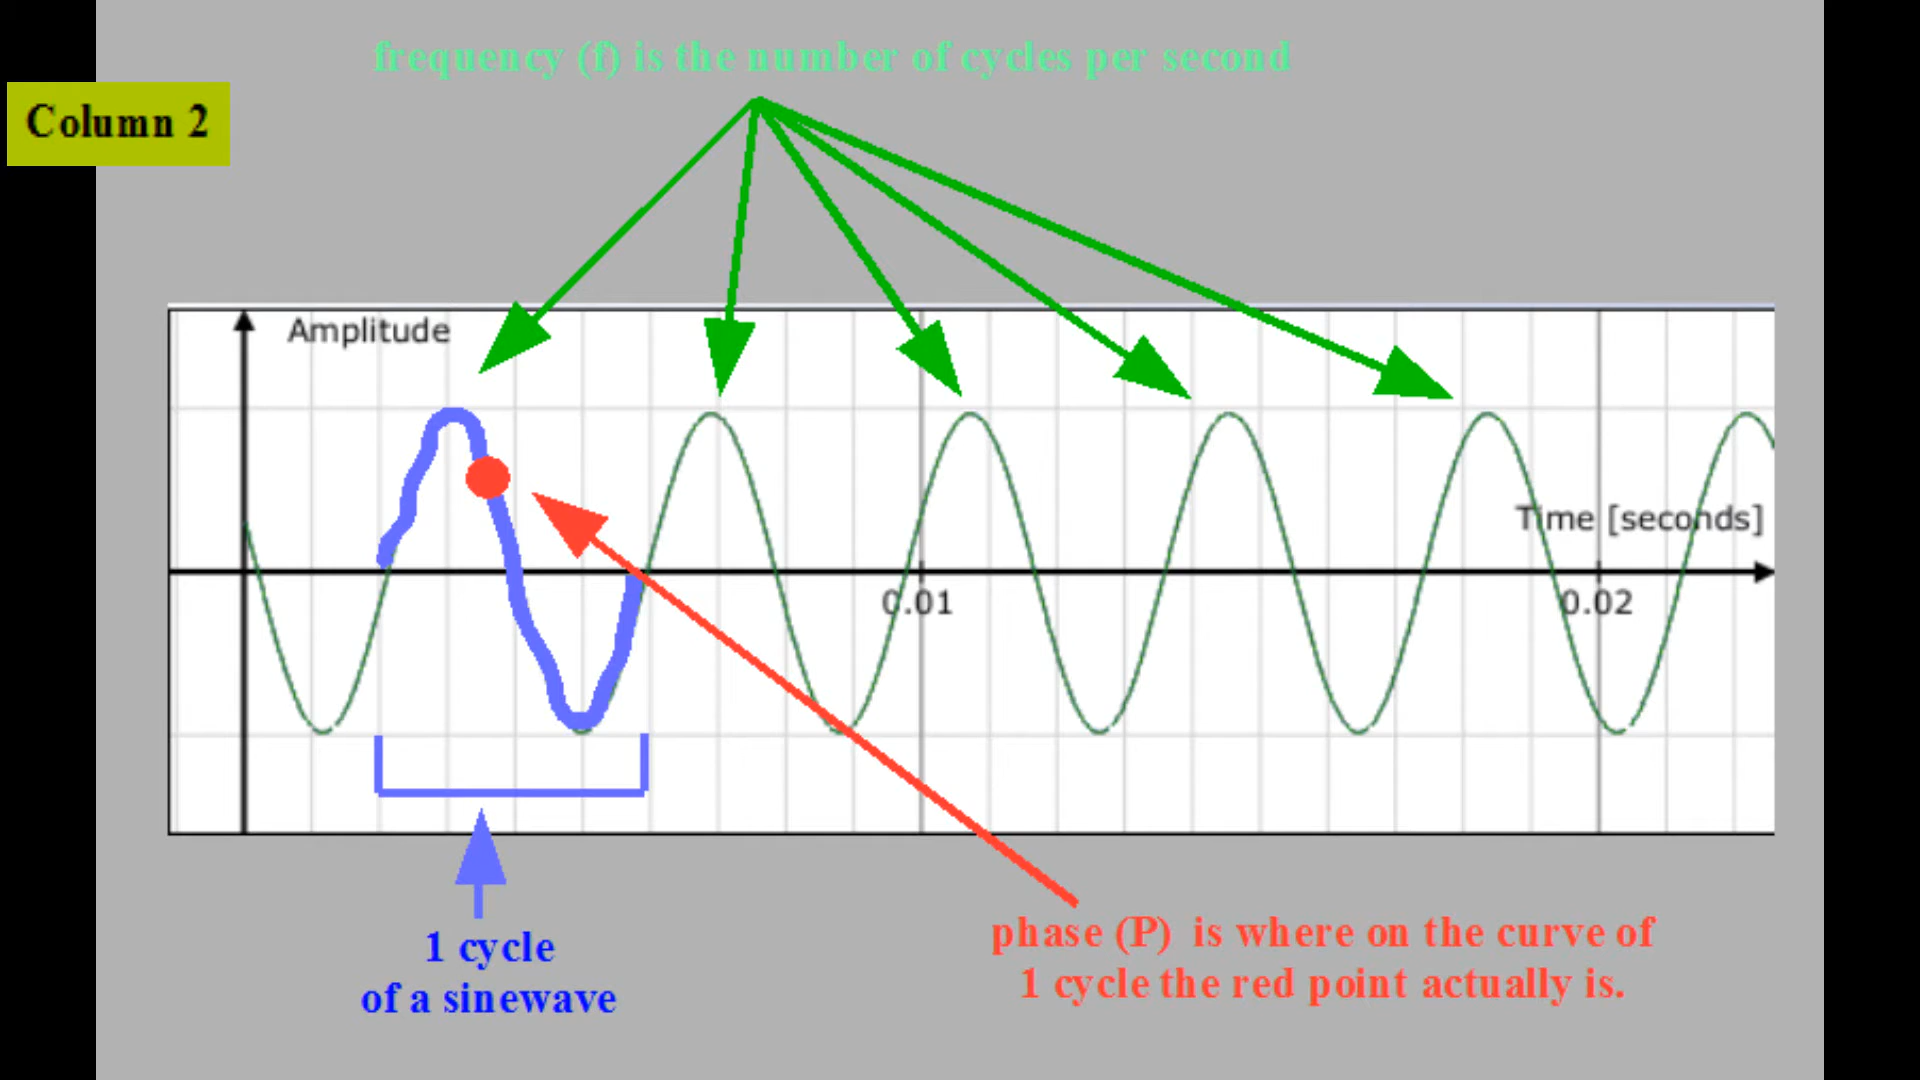 frequency (f) is the number of cycles per second
Column 2
Amplitude
Time [seconds]
0.01
0.02
1 cycle
of a sinewave
phase (P) is where on the curve of
1 cycle the red point actually is.